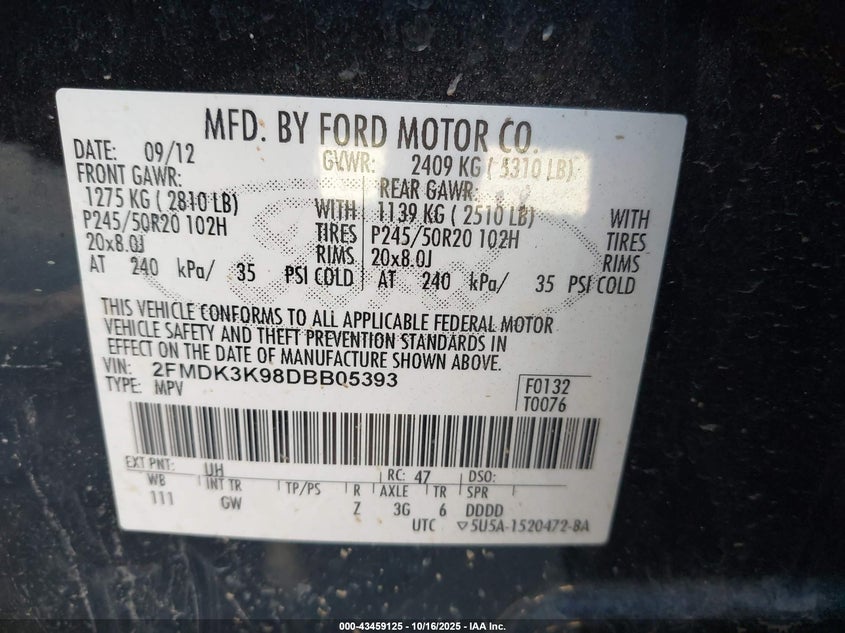 MFD. BY FORD MOTOR CO.
DATE: 09/12
GVWR: 2409 KG ( 5310 LB)
FRONT GAWR:
1275 KG ( 2810 LB)
P245/50R20 102H
20x8.0J
AT 240 kPa/ 35 PSI COLD
WITH
TIRES
RIMS
REAR GAWR:
1139 KG ( 2510 LB)
P245/50R20 102H
20x8.0J
AT 240 kPa/ 35 PSI COLD
WITH
TIRES
RIMS
THIS VEHICLE CONFORMS TO ALL APPLICABLE FEDERAL MOTOR
VEHICLE SAFETY AND THEFT PREVENTION STANDARDS IN
EFFECT ON THE DATE OF MANUFACTURE SHOWN ABOVE.
VIN: 2FMDK3K98DBB05393
TYPE: MPV
F0132
T0076
EXT PNT: UH RC: 47 DSO:
WB INT TR TP/PS R AXLE TR SPR
111 GW Z 3G 6 DDDD
UTC ▽5U5A-1520472-BA
000-43459125 - 10/16/2025 - IAA Inc.